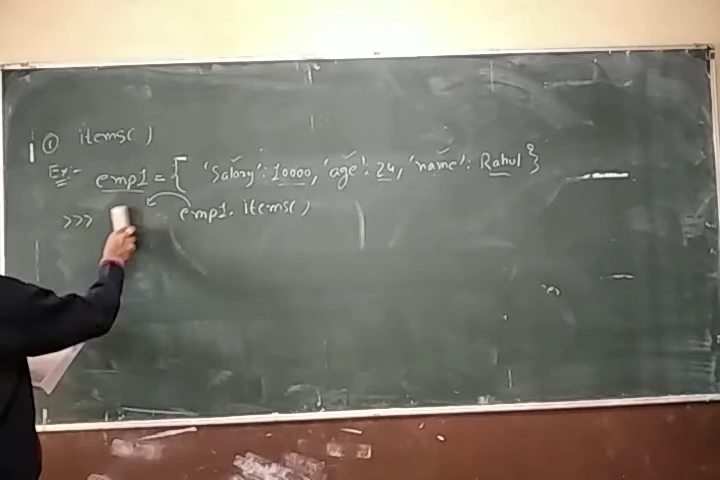 ① items()
Ex:- emp1 = { 'Salary': 10000, 'age': 24, 'name': Rahul }
>>> emp1. items()